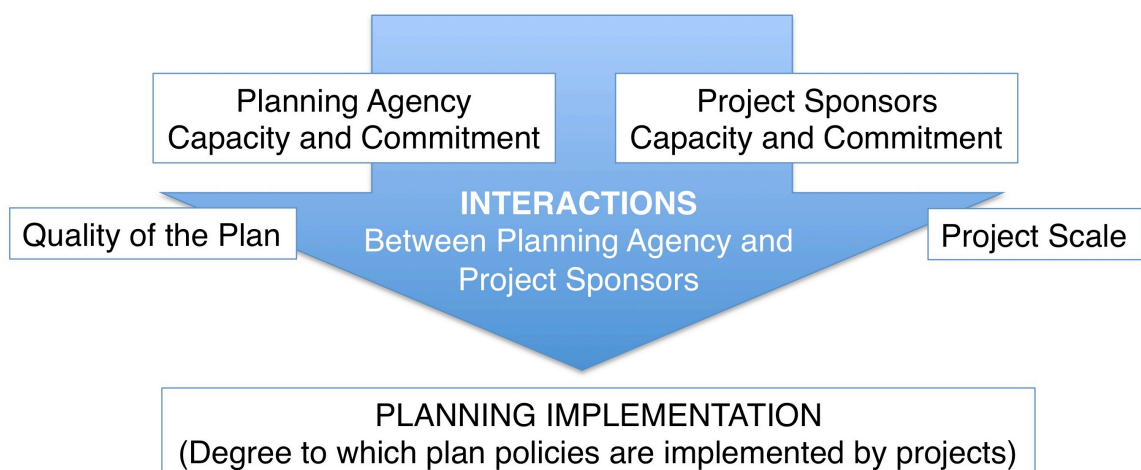 Planning Agency
Capacity and Commitment
Project Sponsors
Capacity and Commitment
Quality of the Plan
INTERACTIONS
Between Planning Agency and
Project Sponsors
Project Scale
PLANNING IMPLEMENTATION
(Degree to which plan policies are implemented by projects)